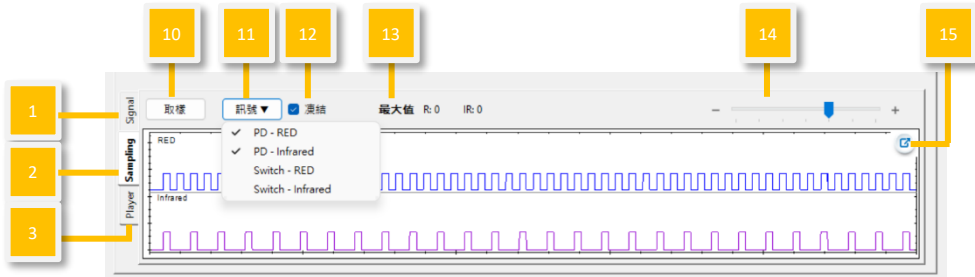 10 11 12 13 14 15
1
2
3
Signal
Sampling
Player
取樣 訊號▼ 凍結 最大值 R: 0 IR: 0 − +
✓ PD - RED
✓ PD - Infrared
Switch - RED
Switch - Infrared
RED
Infrared